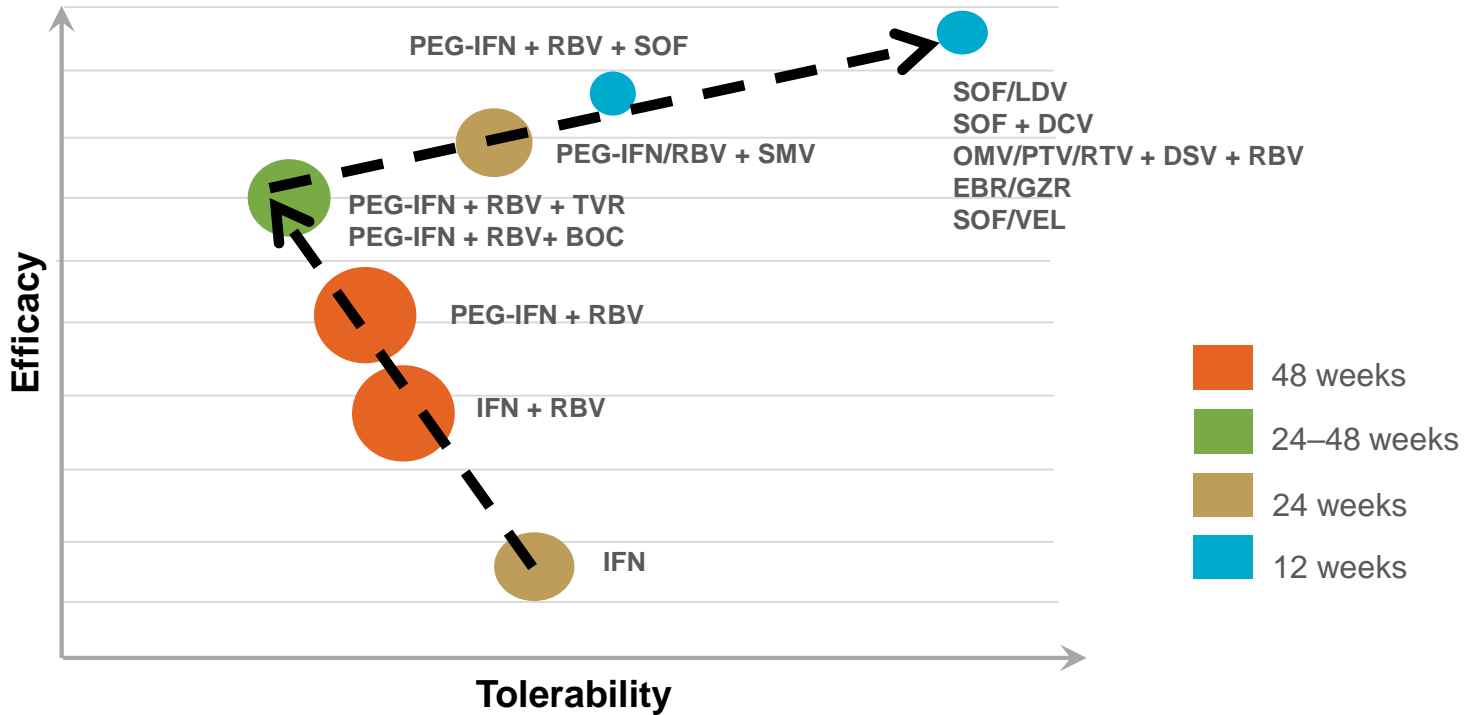 PEG-IFN + RBV + SOF
SOF/LDV
SOF + DCV
OMV/PTV/RTV + DSV + RBV
EBR/GZR
SOF/VEL
PEG-IFN/RBV + SMV
PEG-IFN + RBV + TVR
PEG-IFN + RBV+ BOC
PEG-IFN + RBV
IFN + RBV
IFN
Efficacy
Tolerability
48 weeks
24–48 weeks
24 weeks
12 weeks